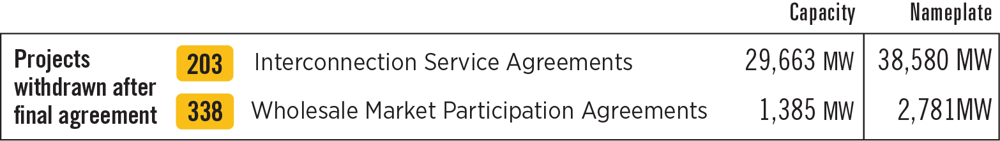 Capacity Nameplate
Projects withdrawn after final agreement
203 Interconnection Service Agreements 29,663 MW 38,580 MW
338 Wholesale Market Participation Agreements 1,385 MW 2,781MW